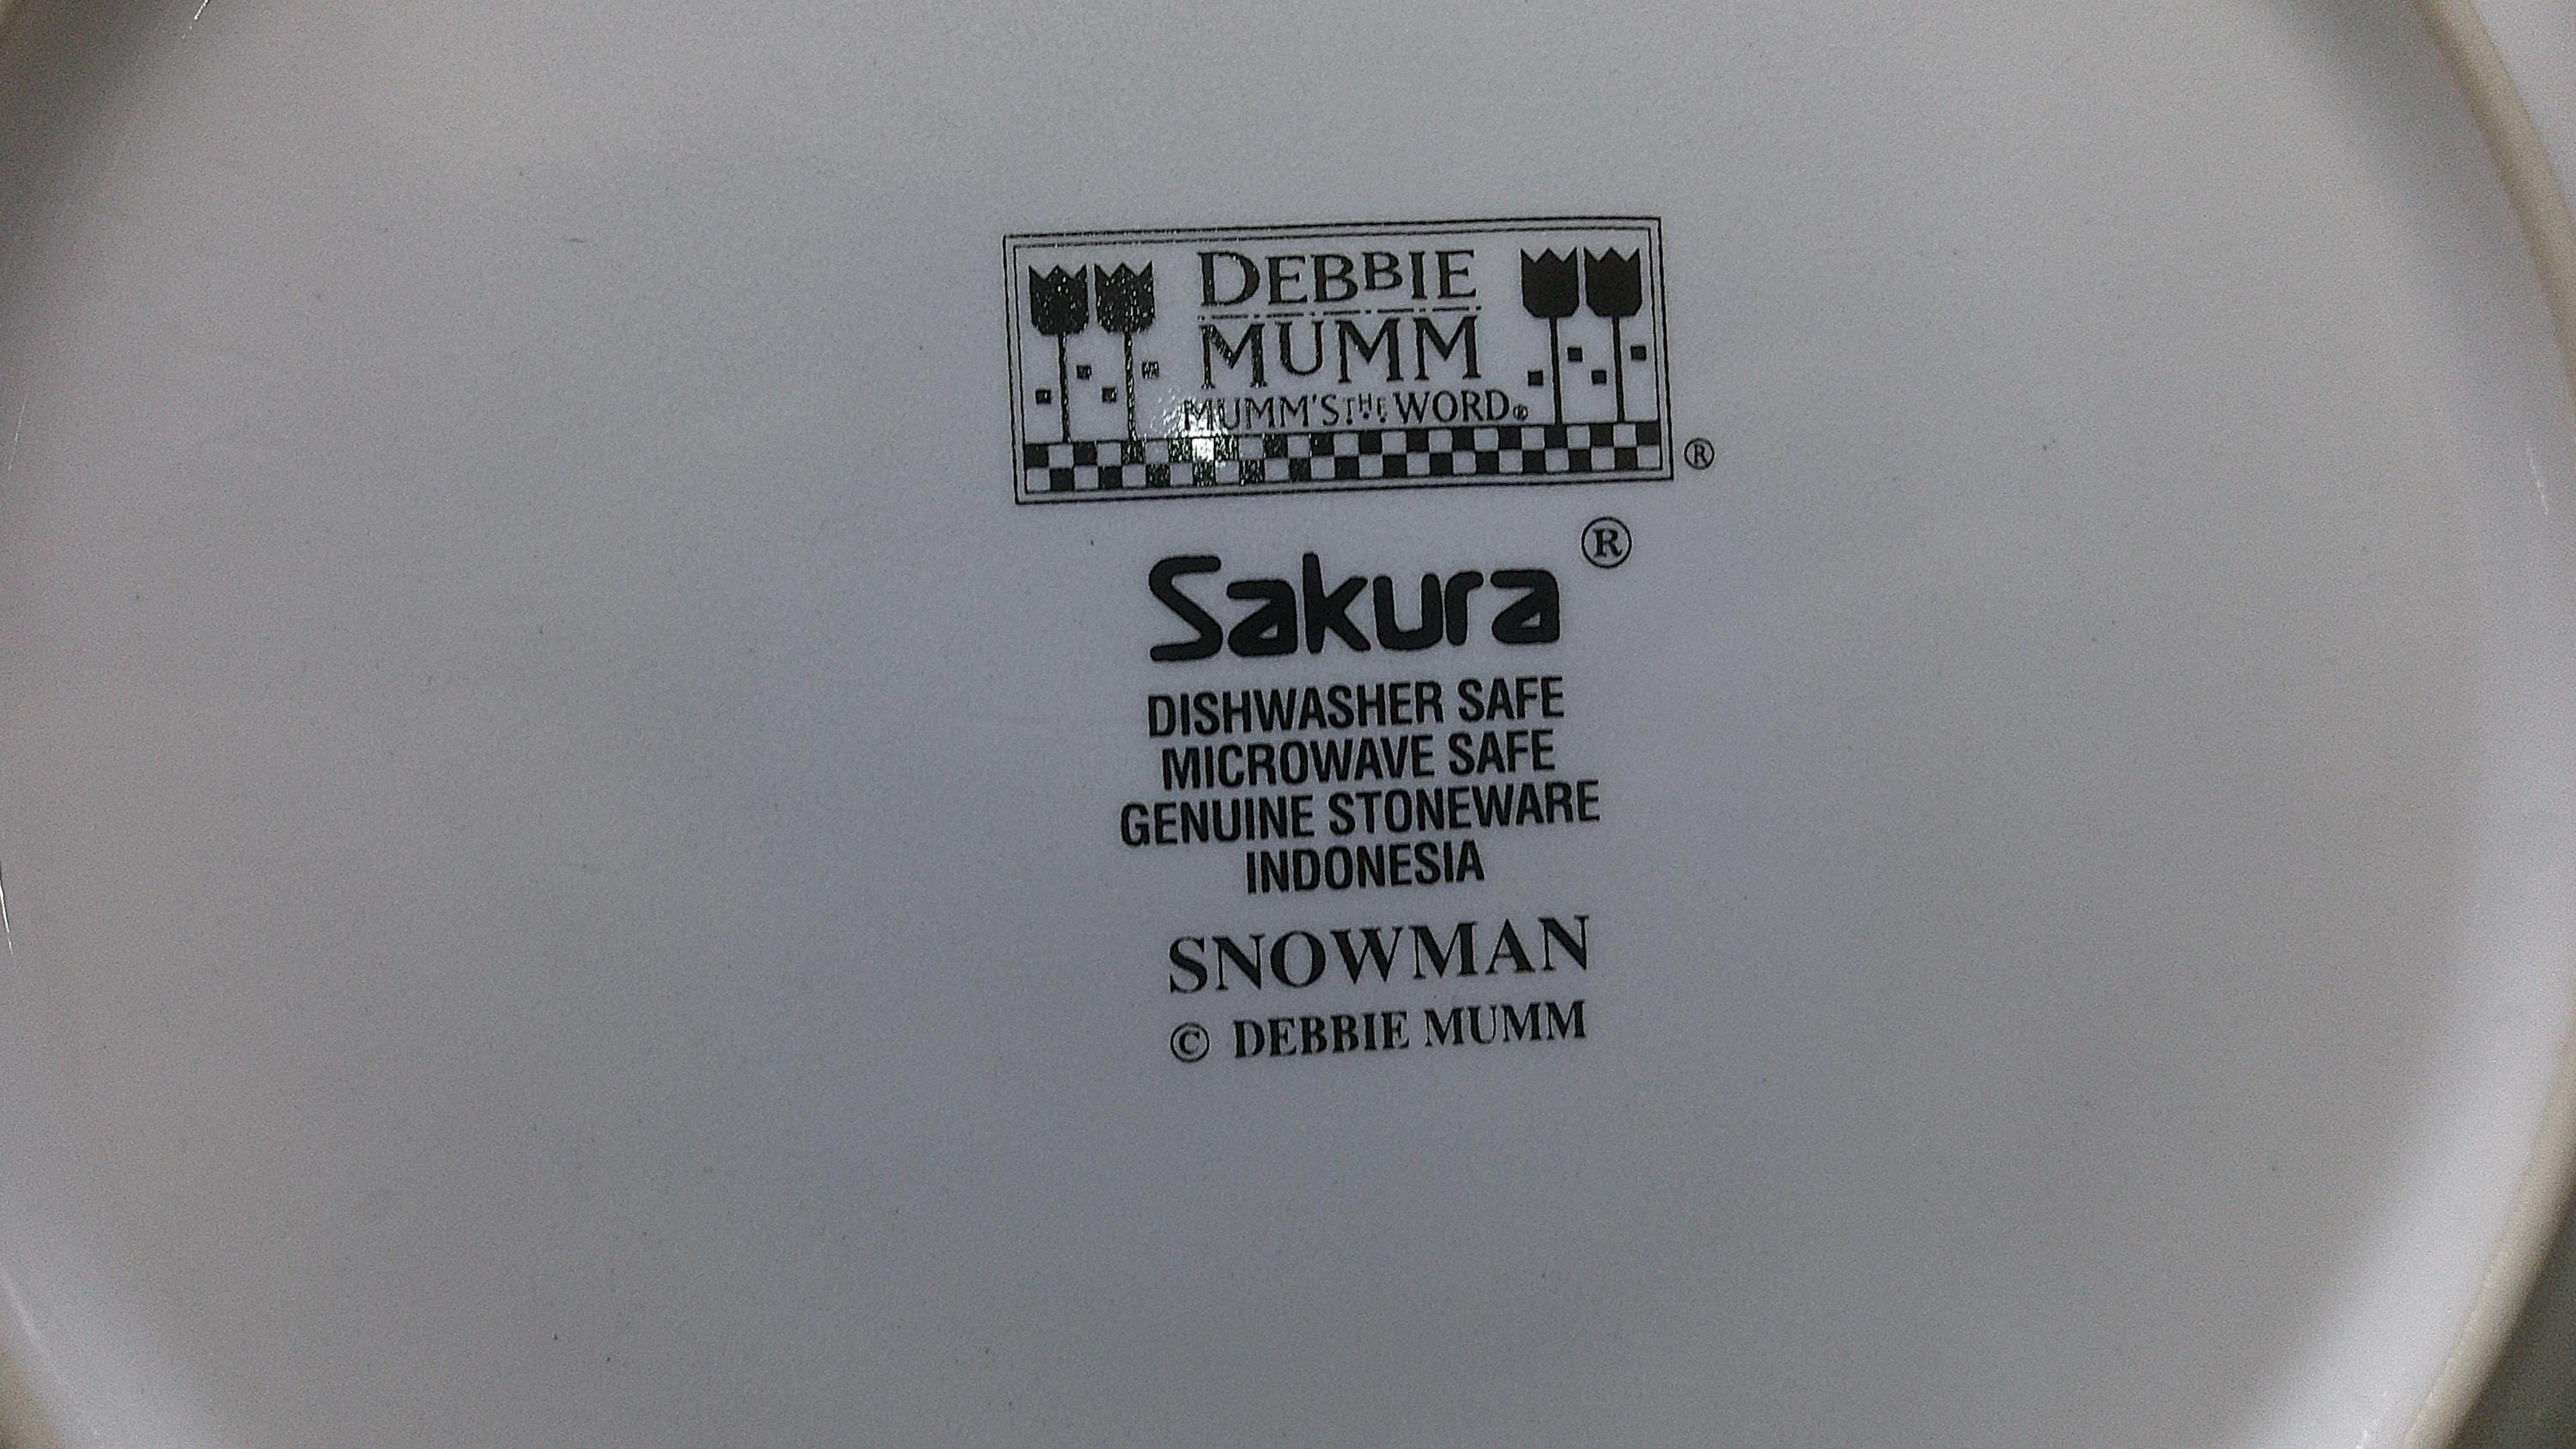 DEBBIE
MUMM
MUMM'S THE WORD®
®
Sakura®
DISHWASHER SAFE
MICROWAVE SAFE
GENUINE STONEWARE
INDONESIA
SNOWMAN
© DEBBIE MUMM